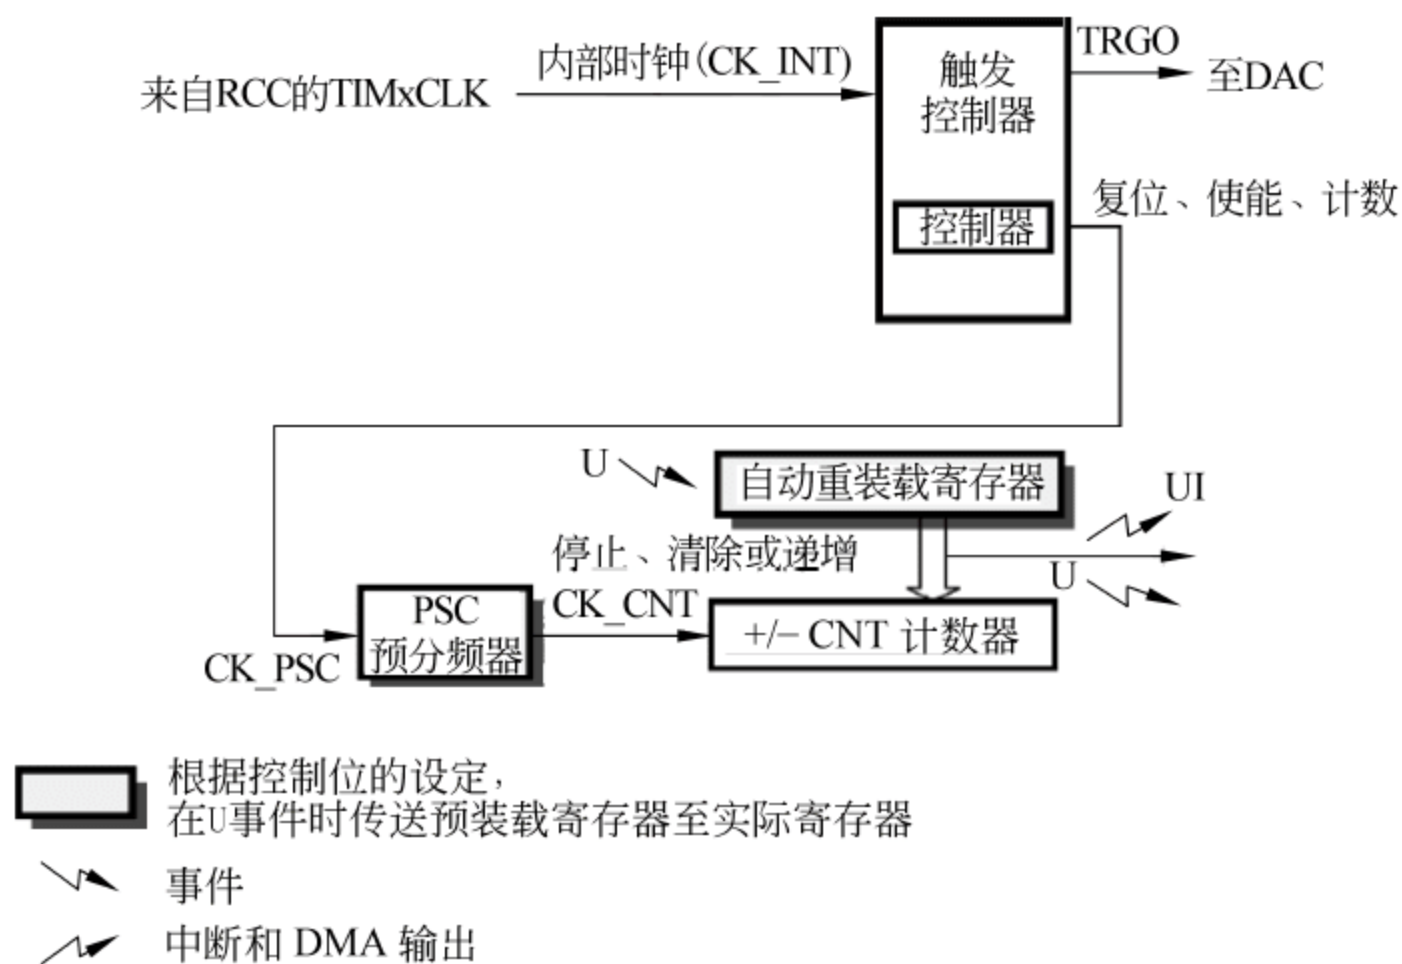 来自RCC的TIMxCLK
内部时钟(CK_INT)
触发
控制器
控制器
TRGO
至DAC
复位、使能、计数
U
自动重装载寄存器
UI
停止、清除或递增
U
CK_PSC
PSC
预分频器
CK_CNT
+/− CNT 计数器
根据控制位的设定,
在U事件时传送预装载寄存器至实际寄存器
事件
中断和 DMA 输出